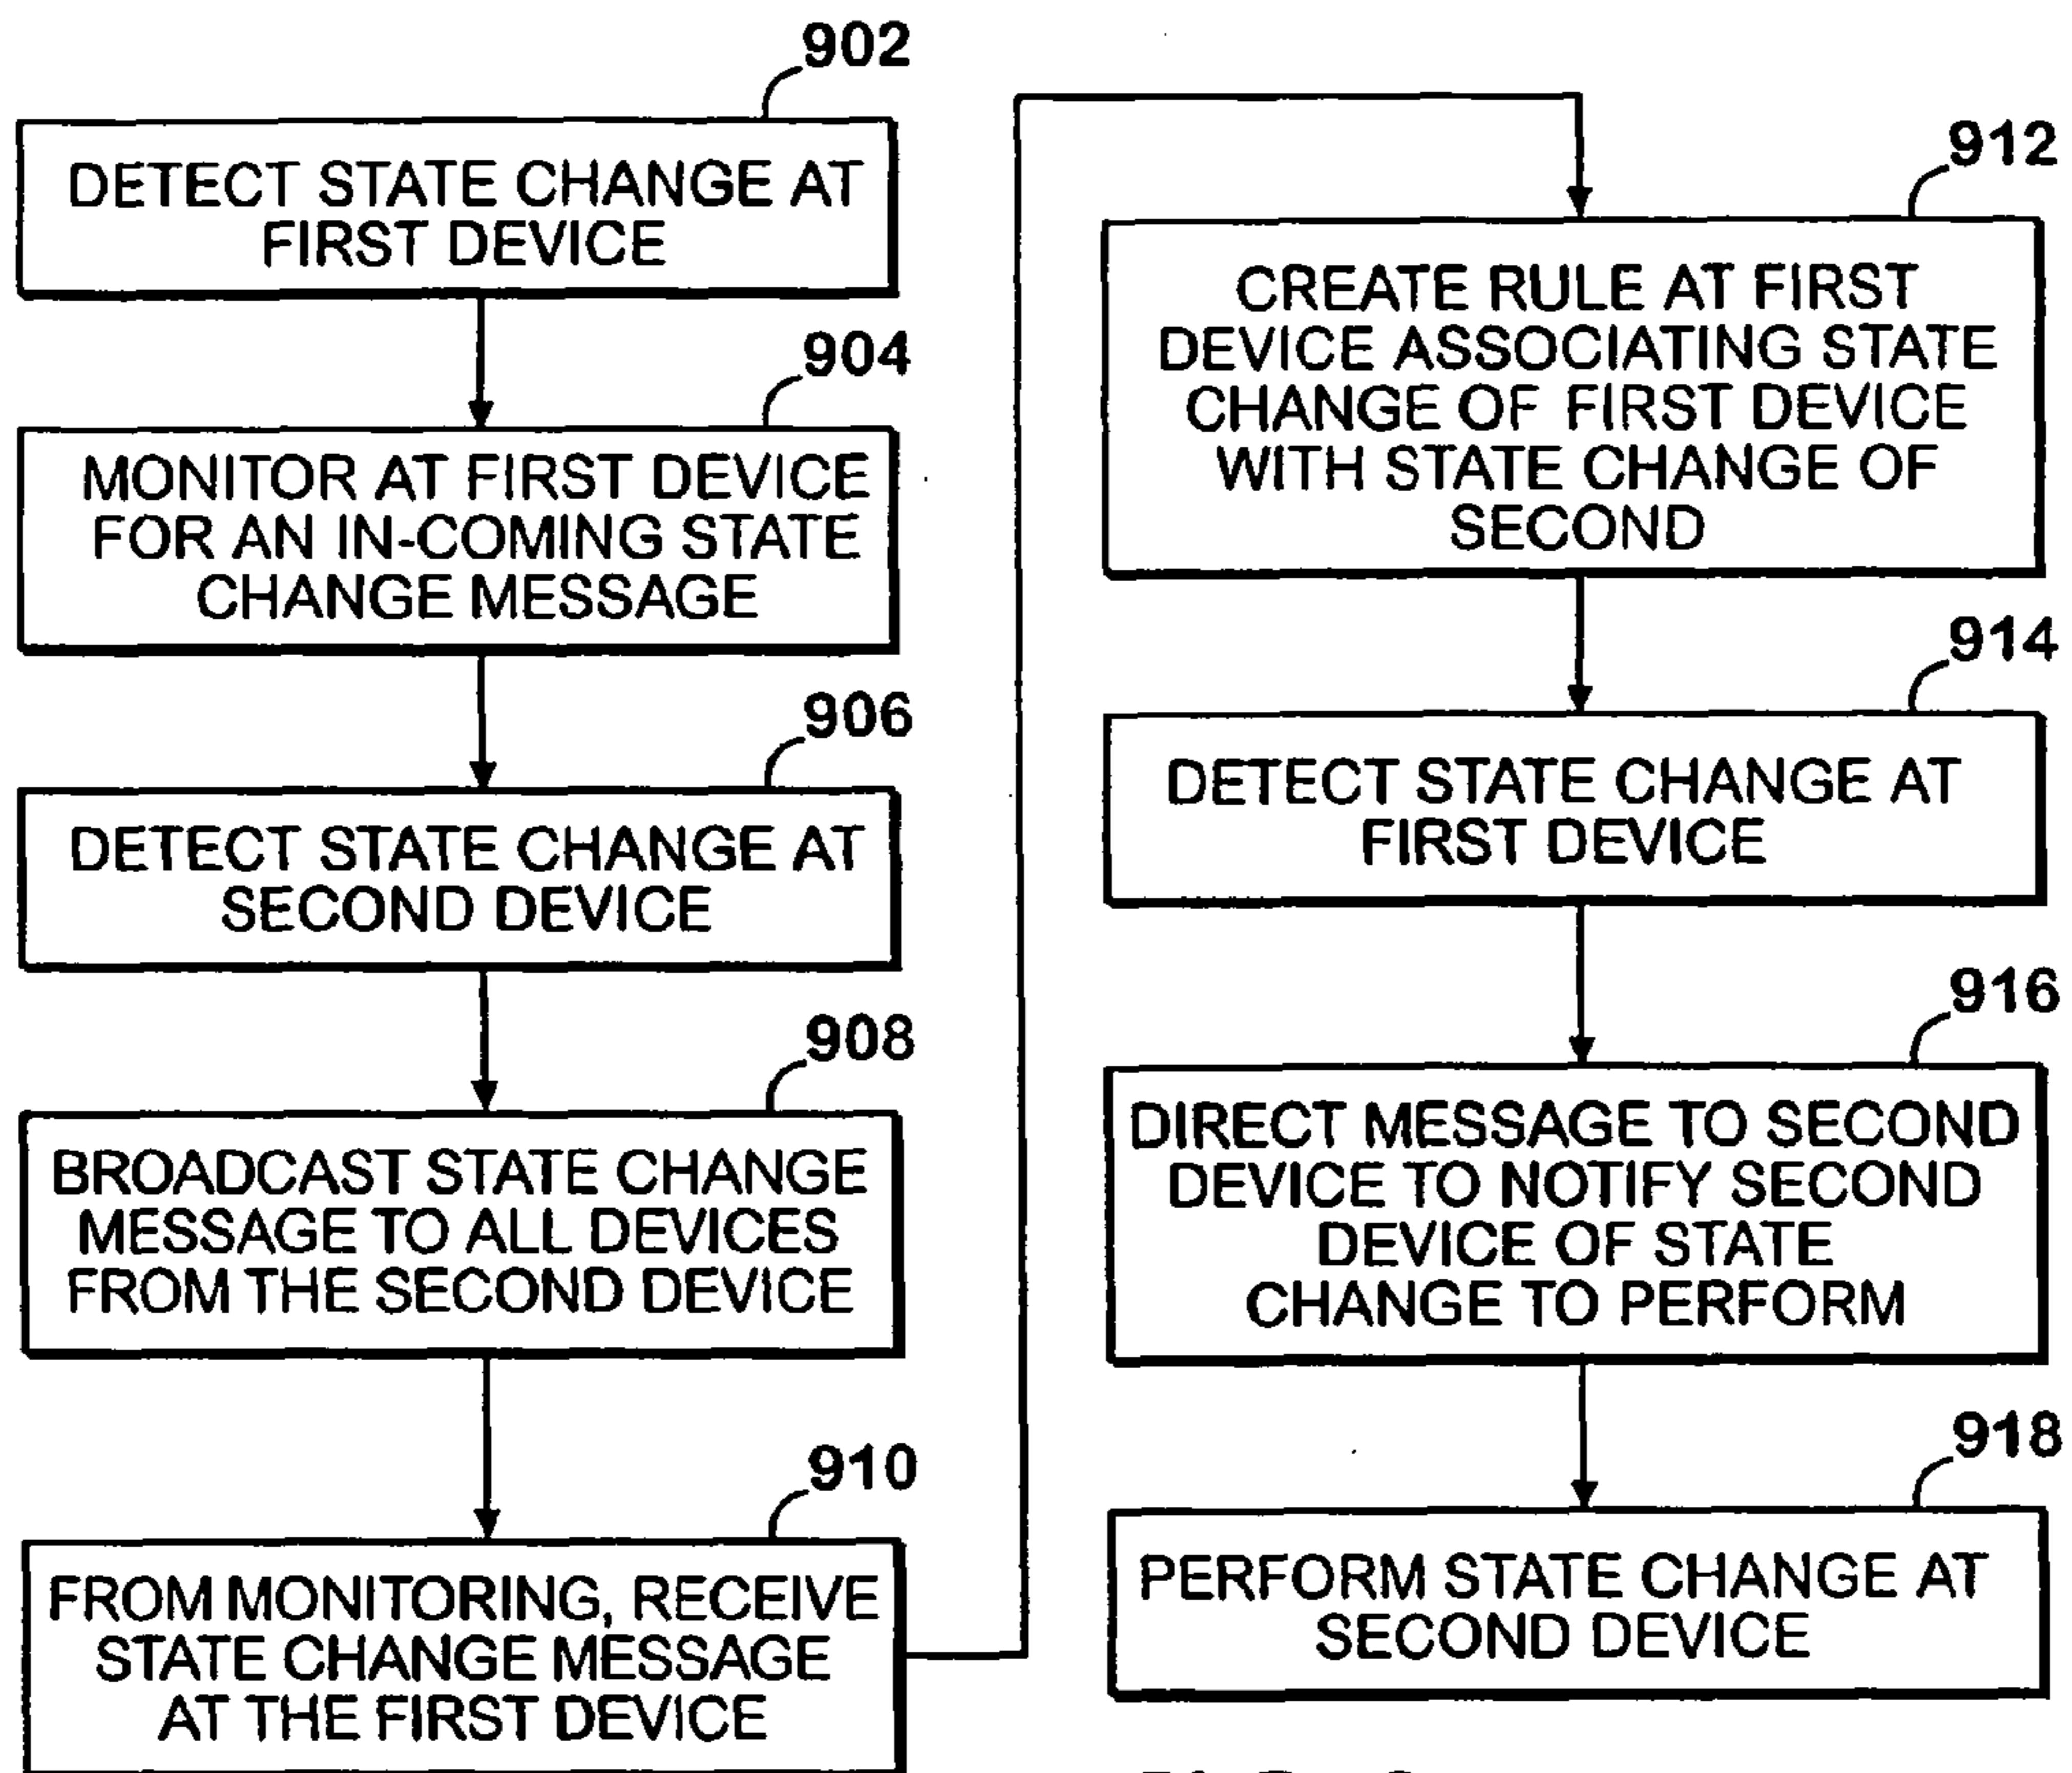 902
DETECT STATE CHANGE AT
FIRST DEVICE
904
MONITOR AT FIRST DEVICE
FOR AN IN-COMING STATE
CHANGE MESSAGE
906
DETECT STATE CHANGE AT
SECOND DEVICE
908
BROADCAST STATE CHANGE
MESSAGE TO ALL DEVICES
FROM THE SECOND DEVICE
910
FROM MONITORING, RECEIVE
STATE CHANGE MESSAGE
AT THE FIRST DEVICE
912
CREATE RULE AT FIRST
DEVICE ASSOCIATING STATE
CHANGE OF FIRST DEVICE
WITH STATE CHANGE OF
SECOND
914
DETECT STATE CHANGE AT
FIRST DEVICE
916
DIRECT MESSAGE TO SECOND
DEVICE TO NOTIFY SECOND
DEVICE OF STATE
CHANGE TO PERFORM
918
PERFORM STATE CHANGE AT
SECOND DEVICE